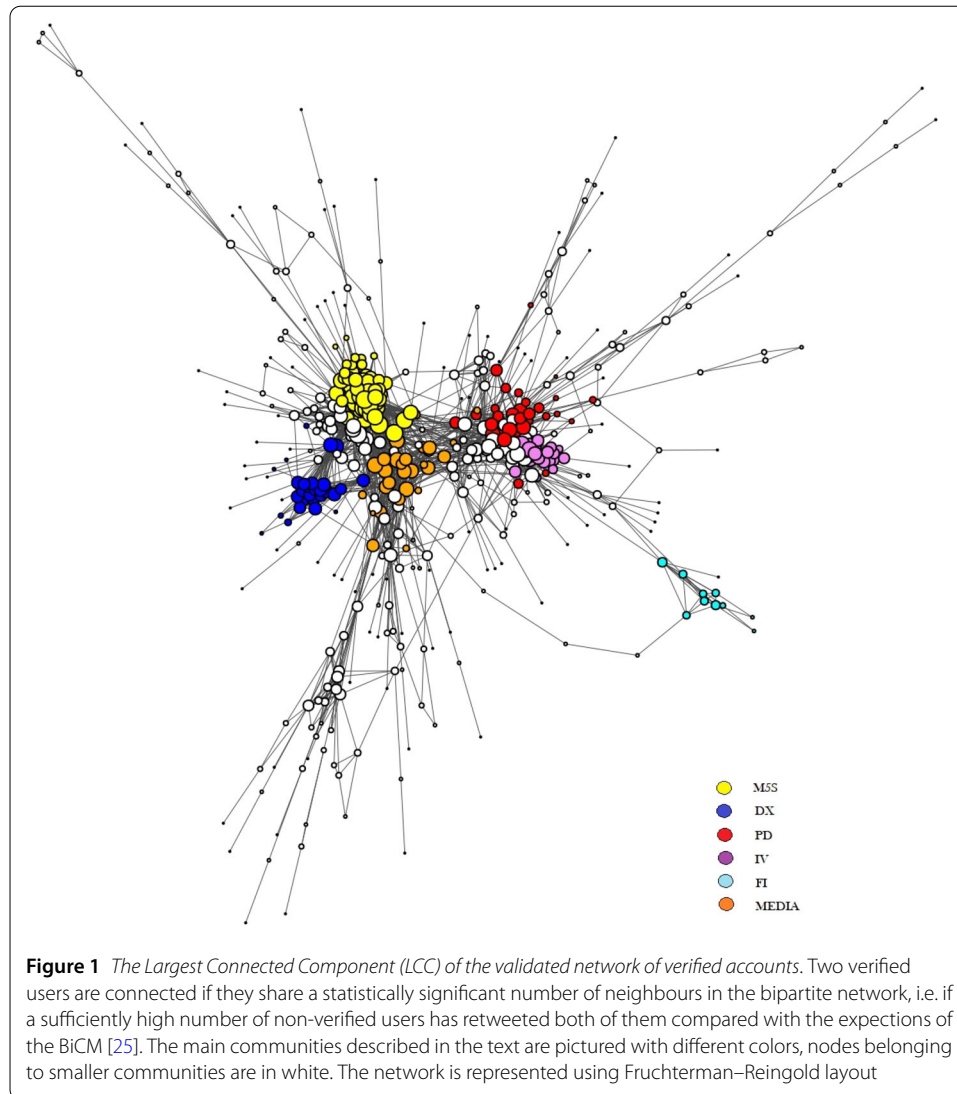 M5S
DX
PD
IV
FI
MEDIA
Figure 1 The Largest Connected Component (LCC) of the validated network of verified accounts. Two verified
users are connected if they share a statistically significant number of neighbours in the bipartite network, i.e. if
a sufficiently high number of non-verified users has retweeted both of them compared with the expections of
the BiCM [25]. The main communities described in the text are pictured with different colors, nodes belonging
to smaller communities are in white. The network is represented using Fruchterman–Reingold layout